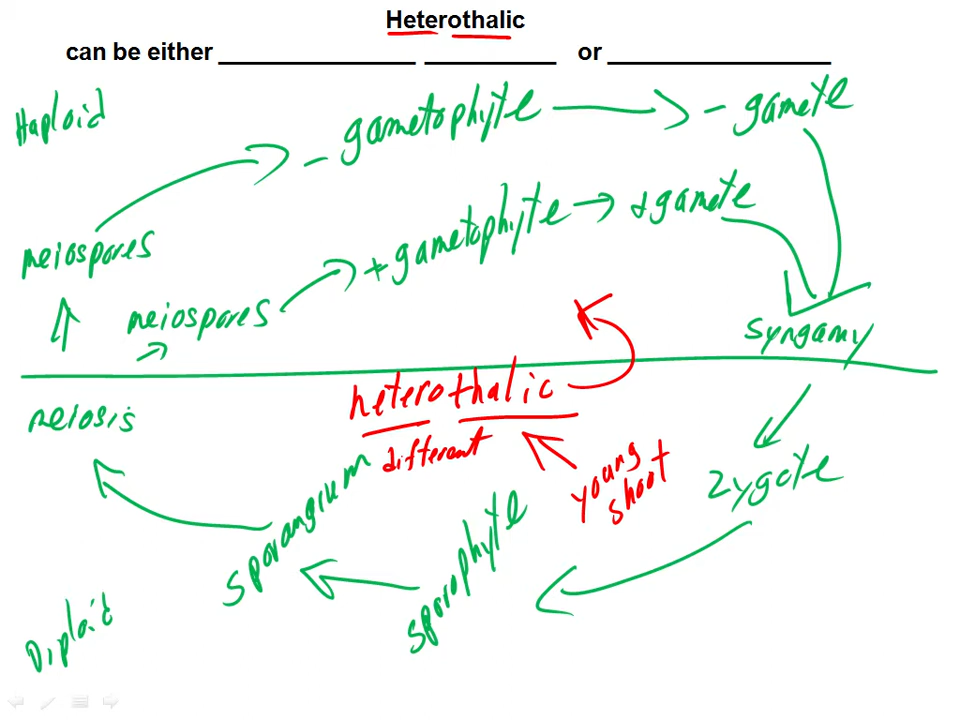 Heterothalic
can be either ______________ _________ or ________________
Haploid
- gametophyte → - gamete
meiospores
+ gametophyte → + gamete
meiospores
syngamy
heterothalic
meiosis
different
young
shoot
zygote
sporangium
sporophyte
Diploid